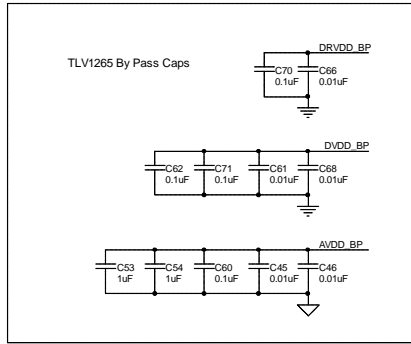 TLV1265 By Pass Caps
DRVDD_BP
C70
0.1uF
C66
0.01uF
DVDD_BP
C62
0.1uF
C71
0.1uF
C61
0.01uF
C68
0.01uF
AVDD_BP
C53
1uF
C54
1uF
C60
0.1uF
C45
0.01uF
C46
0.01uF